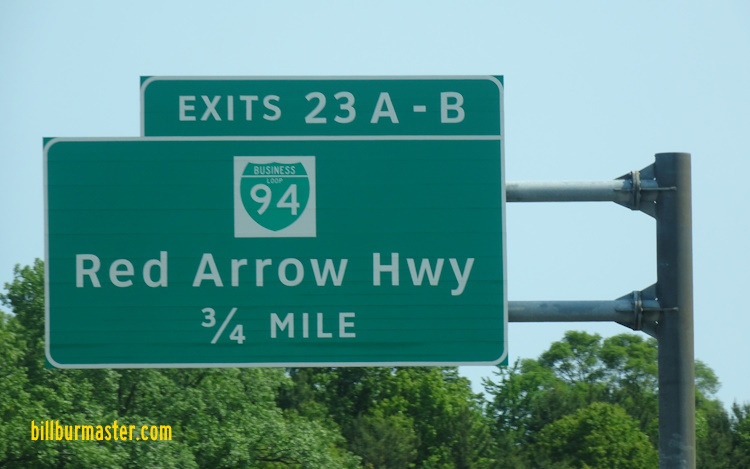 EXITS 23 A - B
BUSINESS
LOOP
94
Red Arrow Hwy
3/4 MILE
billburmaster.com